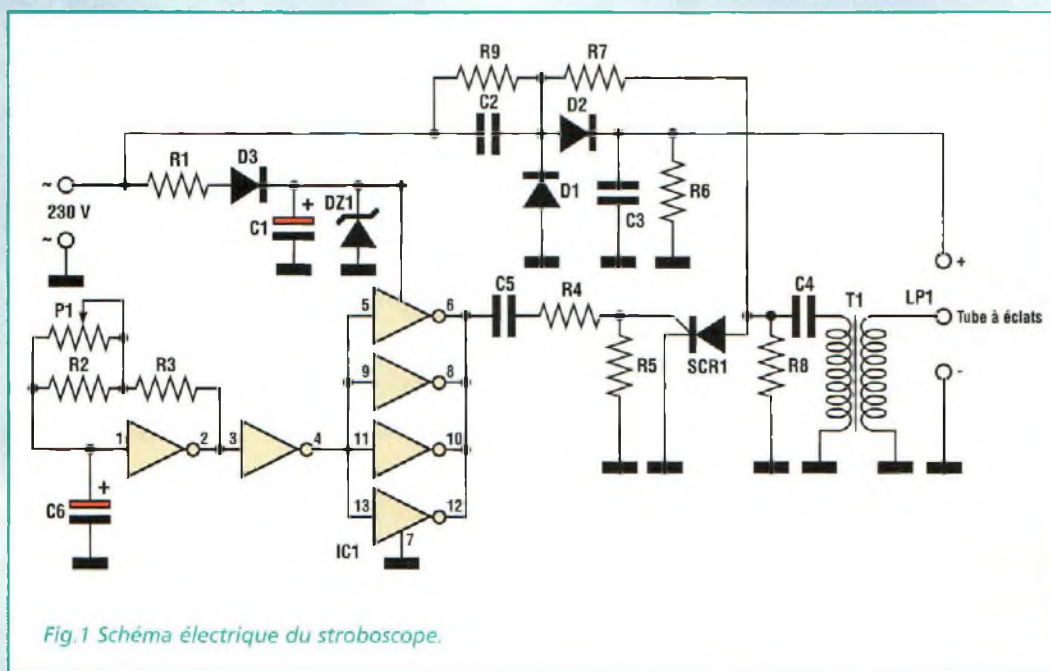 R9
R7
C2
D2
R1
D3
~
230 V
~
+
C1
DZ1
D1
C3
R6
P1
R2
R3
5
6
C5
R4
C4
T1
LP1
+
Tube à éclats
-
9
8
R5
SCR1
R8
1
2
3
4
11
10
+
C6
13
12
7
IC1
Fig.1 Schéma électrique du stroboscope.